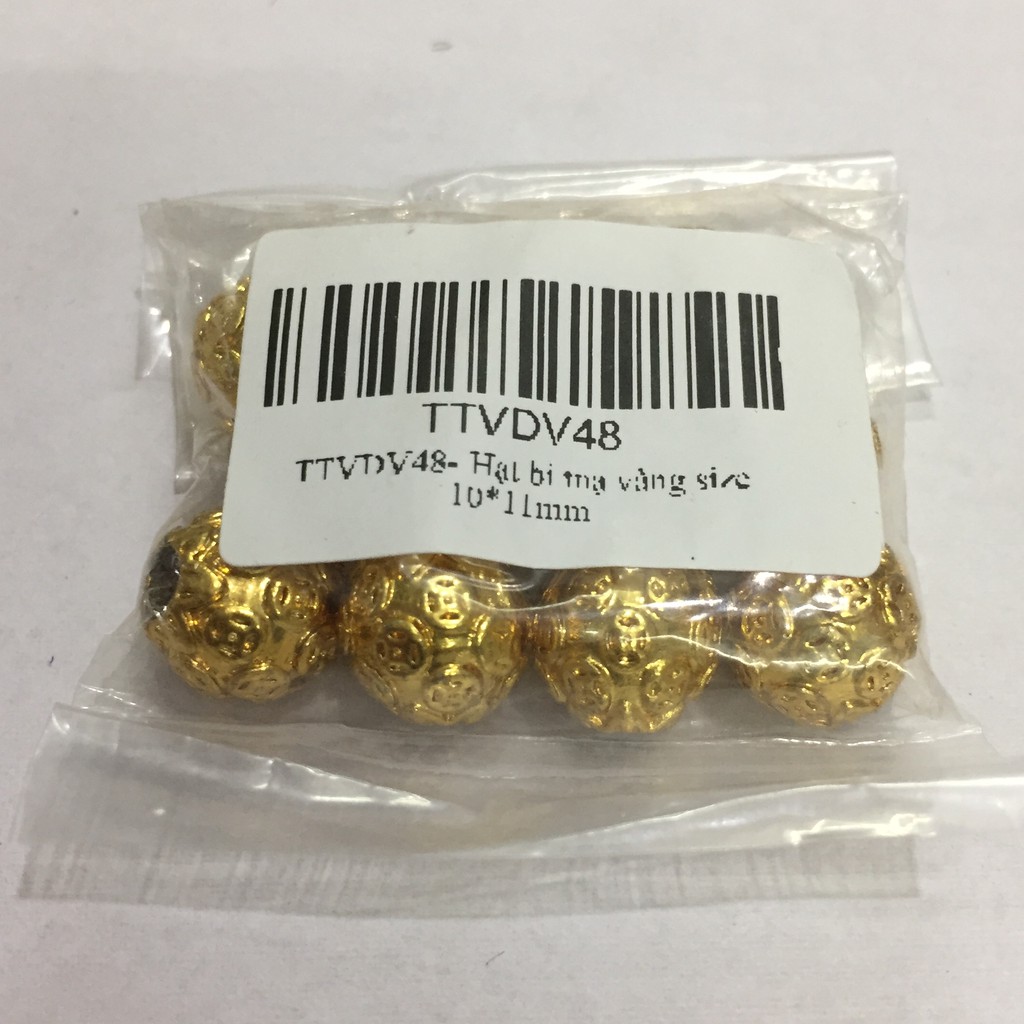 TTVDV48
TTVDV48- Hạt bi mạ vàng size
10*11mm